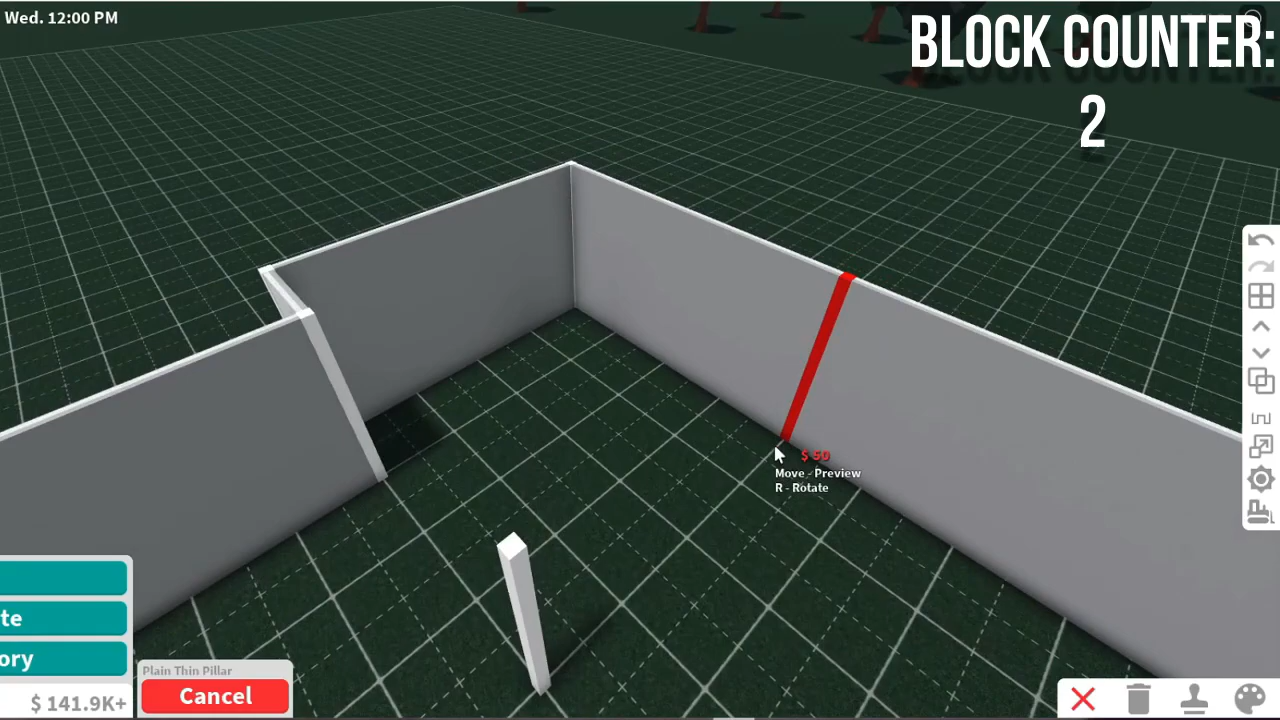 Wed. 12:00 PM
BLOCK COUNTER:
2
$ 50
Move - Preview
R - Rotate
te
ory
$ 141.9K+
Plain Thin Pillar
Cancel